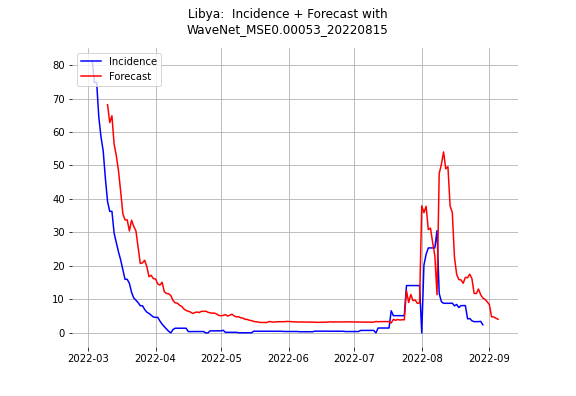 Libya:  Incidence + Forecast with
WaveNet_MSE0.00053_20220815
Incidence
Forecast
80
70
60
50
40
30
20
10
0
2022-03 2022-04 2022-05 2022-06 2022-07 2022-08 2022-09